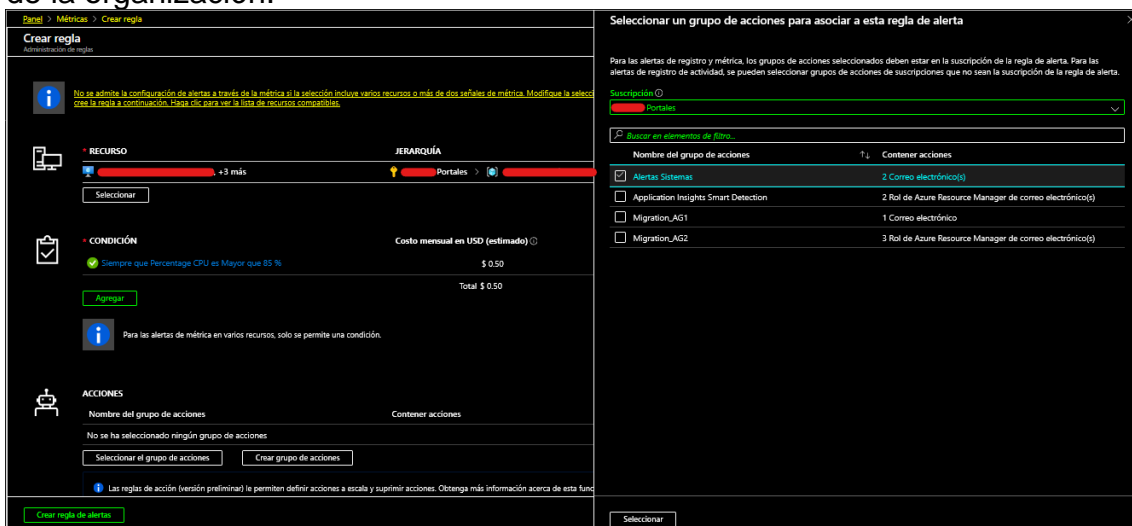 de la organización.
Panel > Métricas > Crear regla
Crear regla
Administración de reglas
No se admite la configuración de alertas a través de la métrica si la selección incluye varios recursos o más de dos señales de métrica. Modifique la selecci
cree la regla a continuación. Haga clic para ver la lista de recursos compatibles.
* RECURSO JERARQUÍA
, +3 más Portales >
Seleccionar
* CONDICIÓN Costo mensual en USD (estimado)
Siempre que Percentage CPU es Mayor que 85 % $ 0.50
Total $ 0.50
Agregar
Para las alertas de métrica en varios recursos, solo se permite una condición.
ACCIONES
Nombre del grupo de acciones Contener acciones
No se ha seleccionado ningún grupo de acciones
Seleccionar el grupo de acciones Crear grupo de acciones
Las reglas de acción (versión preliminar) le permiten definir acciones a escala y suprimir acciones. Obtenga más información acerca de esta func
Crear regla de alertas
Seleccionar un grupo de acciones para asociar a esta regla de alerta
Para las alertas de registro y métrica, los grupos de acciones seleccionados deben estar en la suscripción de la regla de alerta. Para las
alertas de registro de actividad, se pueden seleccionar grupos de acciones de suscripciones que no sean la suscripción de la regla de alerta.
Suscripción
Portales
Buscar en elementos de filtro...
Nombre del grupo de acciones ↑↓ Contener acciones
Alertas Sistemas 2 Correo electrónico(s)
Application Insights Smart Detection 2 Rol de Azure Resource Manager de correo electrónico(s)
Migration_AG1 1 Correo electrónico
Migration_AG2 3 Rol de Azure Resource Manager de correo electrónico(s)
Seleccionar